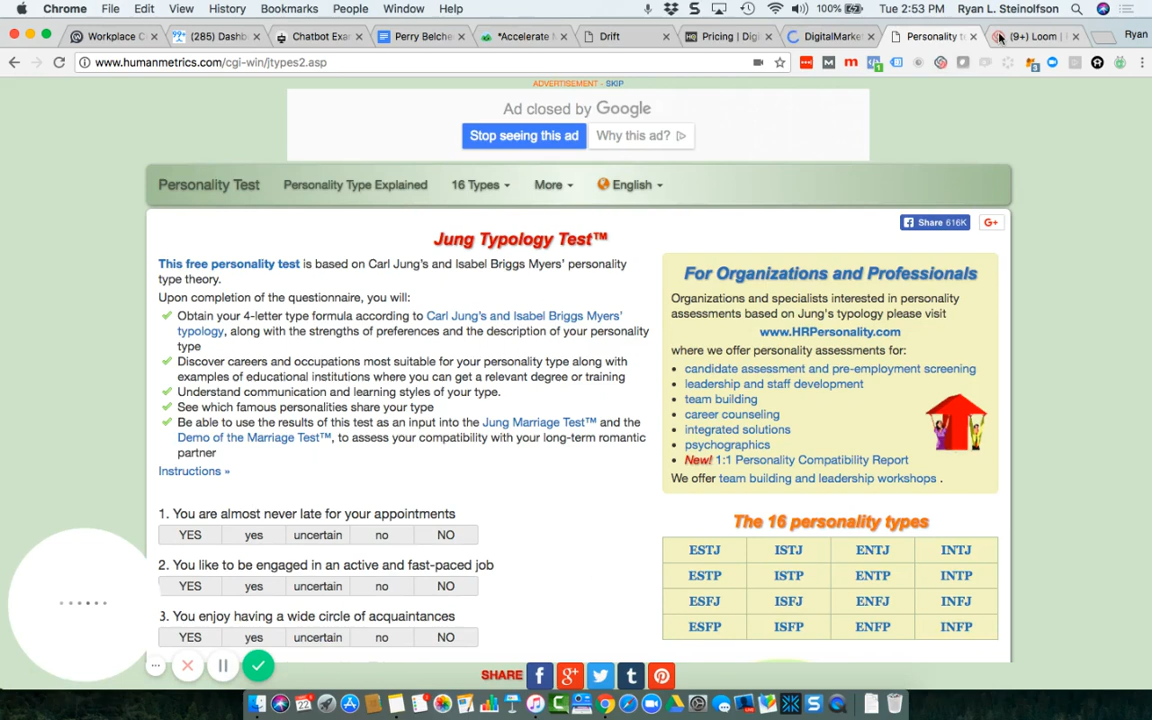 Chrome File Edit View History Bookmarks People Window Help 100% Tue 2:53 PM Ryan L. Steinolfson
Workplace C (285) Dashb Chatbot Exa Perry Belche *Accelerate M Drift Pricing | Digi DigitalMarke Personality te (9+) Loom | Ryan
www.humanmetrics.com/cgi-win/jtypes2.asp
ADVERTISEMENT - SKIP
Ad closed by Google
Stop seeing this ad Why this ad?
Personality Test Personality Type Explained 16 Types More English
Share 616K G+
Jung Typology Test™
This free personality test is based on Carl Jung's and Isabel Briggs Myers' personality
type theory.
Upon completion of the questionnaire, you will:
Obtain your 4-letter type formula according to Carl Jung's and Isabel Briggs Myers'
typology, along with the strengths of preferences and the description of your personality
type
Discover careers and occupations most suitable for your personality type along with
examples of educational institutions where you can get a relevant degree or training
Understand communication and learning styles of your type.
See which famous personalities share your type
Be able to use the results of this test as an input into the Jung Marriage Test™ and the
Demo of the Marriage Test™, to assess your compatibility with your long-term romantic
partner
Instructions »
1. You are almost never late for your appointments
YES yes uncertain no NO
2. You like to be engaged in an active and fast-paced job
YES yes uncertain no NO
3. You enjoy having a wide circle of acquaintances
YES yes uncertain no NO
For Organizations and Professionals
Organizations and specialists interested in personality
assessments based on Jung's typology please visit
www.HRPersonality.com
where we offer personality assessments for:
candidate assessment and pre-employment screening
leadership and staff development
team building
career counseling
integrated solutions
psychographics
New! 1:1 Personality Compatibility Report
We offer team building and leadership workshops .
The 16 personality types
ESTJ ISTJ ENTJ INTJ
ESTP ISTP ENTP INTP
ESFJ ISFJ ENFJ INFJ
ESFP ISFP ENFP INFP
SHARE